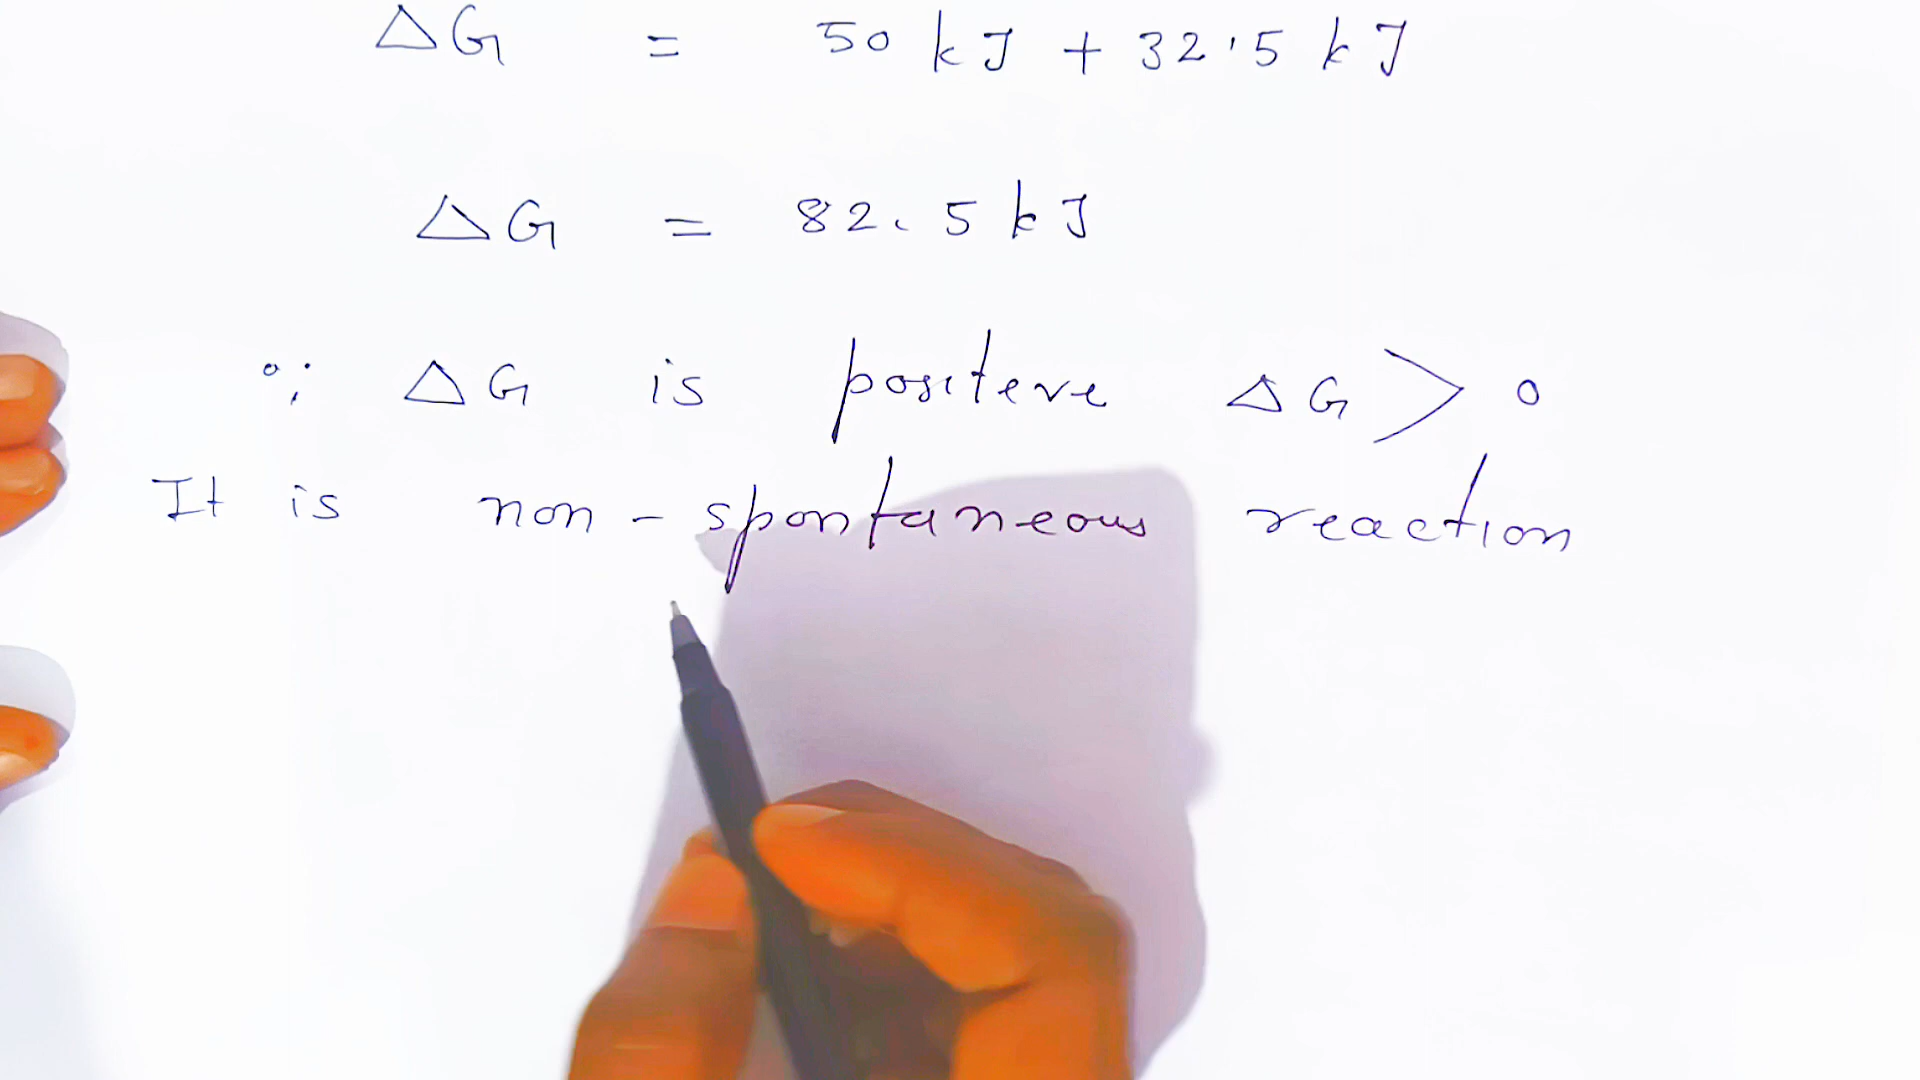 ΔG = 50 kJ + 32.5 kJ
ΔG = 82.5 kJ
∵ ΔG is positeve ΔG > 0
It is non - spontaneous reaction